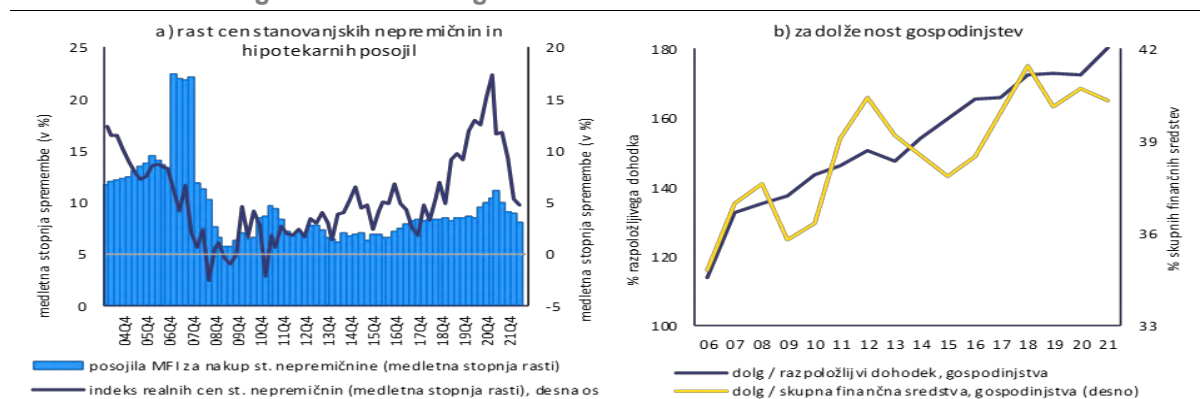 a) rast cen stanovanjskih nepremičnin in
hipotekarnih posojil
25
20
15
10
5
0
20
15
10
5
0
-5
medletna stopnja spremembe (v %)
medletna stopnja spremembe (v %)
04Q4
05Q4
06Q4
07Q4
08Q4
09Q4
10Q4
11Q4
12Q4
13Q4
14Q4
15Q4
16Q4
17Q4
18Q4
19Q4
20Q4
21Q4
posojila MFI za nakup st. nepremičnine (medletna stopnja rasti)
indeks realnih cen st. nepremičnin (medletna stopnja rasti), desna os
b) zadolženost gospodinjstev
180
160
140
120
100
42
39
36
33
% razpoložljivega dohodka
% skupnih finančnih sredstev
06 07 08 09 10 11 12 13 14 15 16 17 18 19 20 21
dolg / razpoložljivi dohodek, gospodinjstva
dolg / skupna finančna sredstva, gospodinjstva (desno)